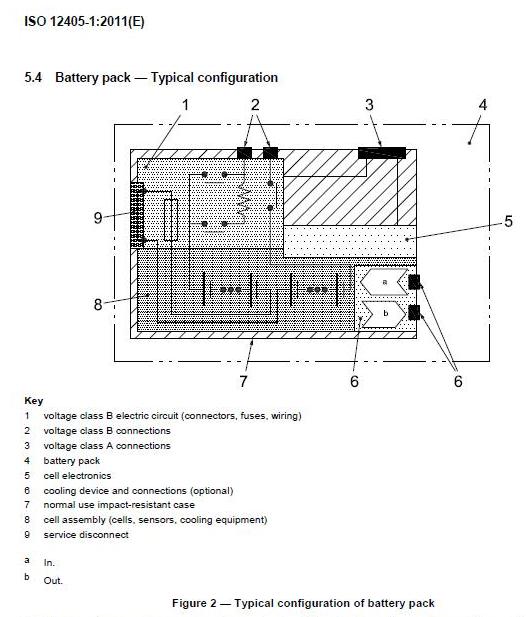 ISO 12405-1:2011(E)
5.4 Battery pack — Typical configuration
1 2 3 4
9
5
a
b
8
7 6 6
Key
1 voltage class B electric circuit (connectors, fuses, wiring)
2 voltage class B connections
3 voltage class A connections
4 battery pack
5 cell electronics
6 cooling device and connections (optional)
7 normal use impact-resistant case
8 cell assembly (cells, sensors, cooling equipment)
9 service disconnect
a In.
b Out.
Figure 2 — Typical configuration of battery pack